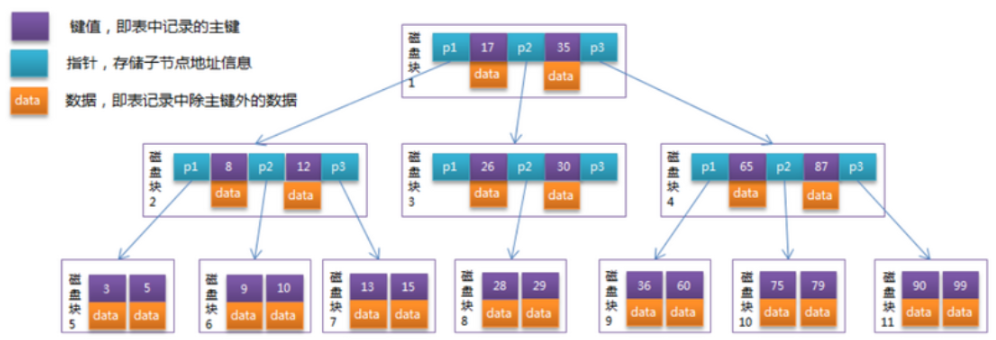 键值，即表中记录的主键
指针，存储子节点地址信息
data 数据，即表记录中除主键外的数据
磁盘块1 p1 17 p2 35 p3
data data
磁盘块2 p1 8 p2 12 p3
data data
磁盘块3 p1 26 p2 30 p3
data data
磁盘块4 p1 65 p2 87 p3
data data
磁盘块5 3 5
data data
磁盘块6 9 10
data data
磁盘块7 13 15
data data
磁盘块8 28 29
data data
磁盘块9 36 60
data data
磁盘块10 75 79
data data
磁盘块11 90 99
data data